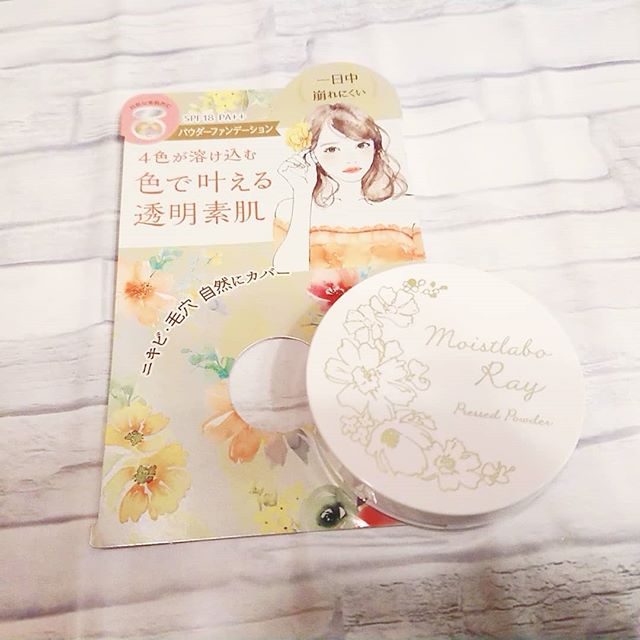 一日中
崩れにくい
SPF18 PA++
パウダーファンデーション
4色が溶け込む
色で叶える
透明素肌
ニキビ・毛穴 自然にカバー
Moistlabo
Ray
Pressed Powder